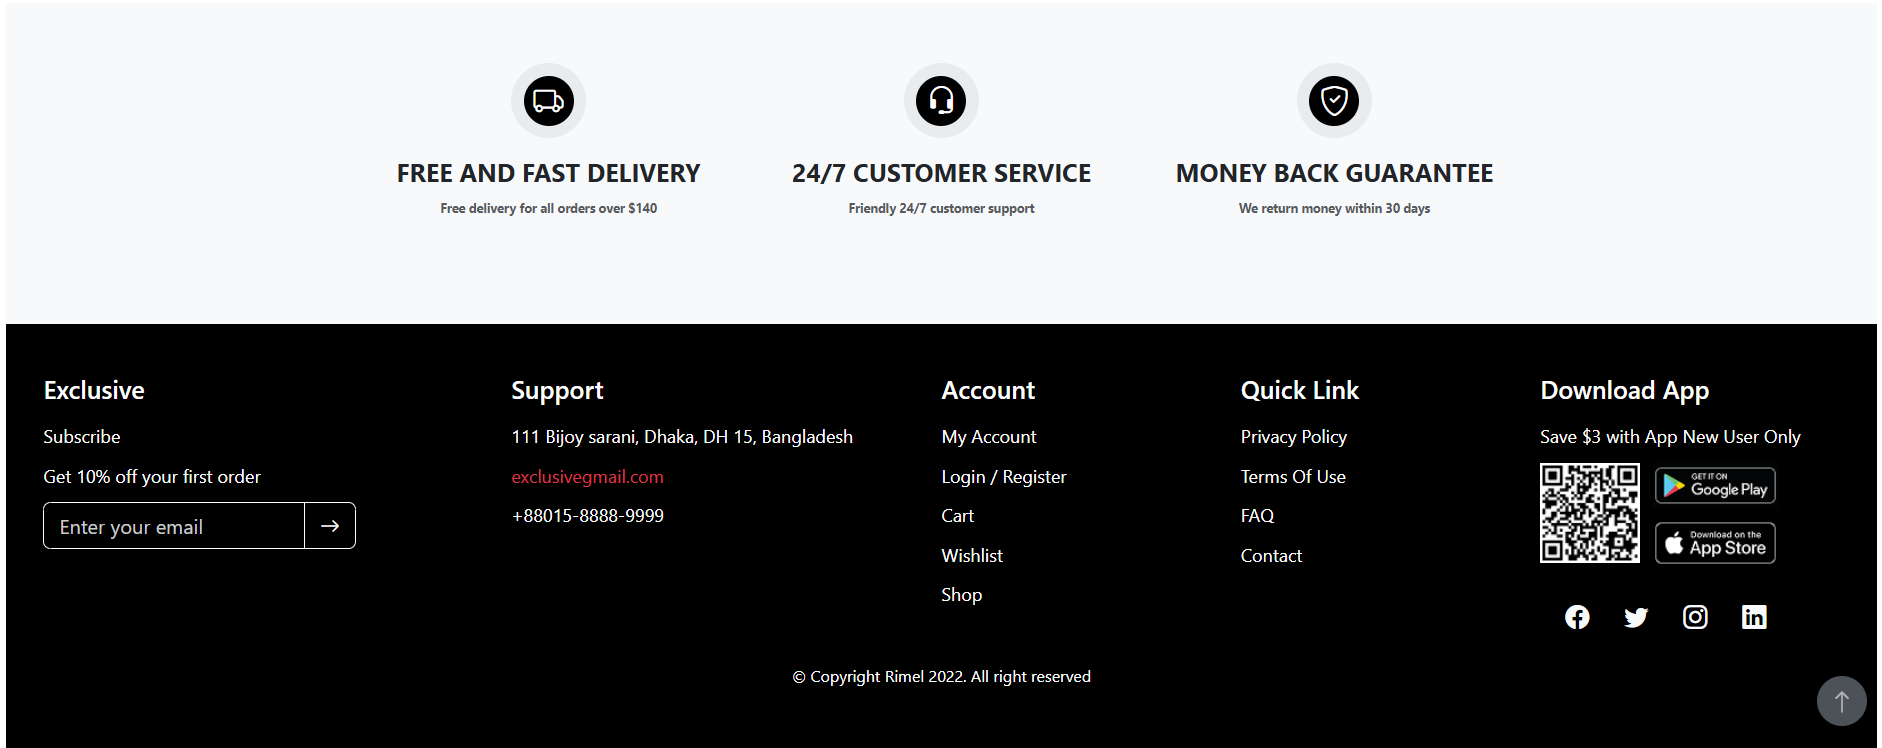 FREE AND FAST DELIVERY
Free delivery for all orders over $140
24/7 CUSTOMER SERVICE
Friendly 24/7 customer support
MONEY BACK GUARANTEE
We return money within 30 days
Exclusive
Subscribe
Get 10% off your first order
Enter your email
Support
111 Bijoy sarani, Dhaka, DH 15, Bangladesh
exclusivegmail.com
+88015-8888-9999
Account
My Account
Login / Register
Cart
Wishlist
Shop
Quick Link
Privacy Policy
Terms Of Use
FAQ
Contact
Download App
Save $3 with App New User Only
GET IT ON
Google Play
Download on the
App Store
© Copyright Rimel 2022. All right reserved